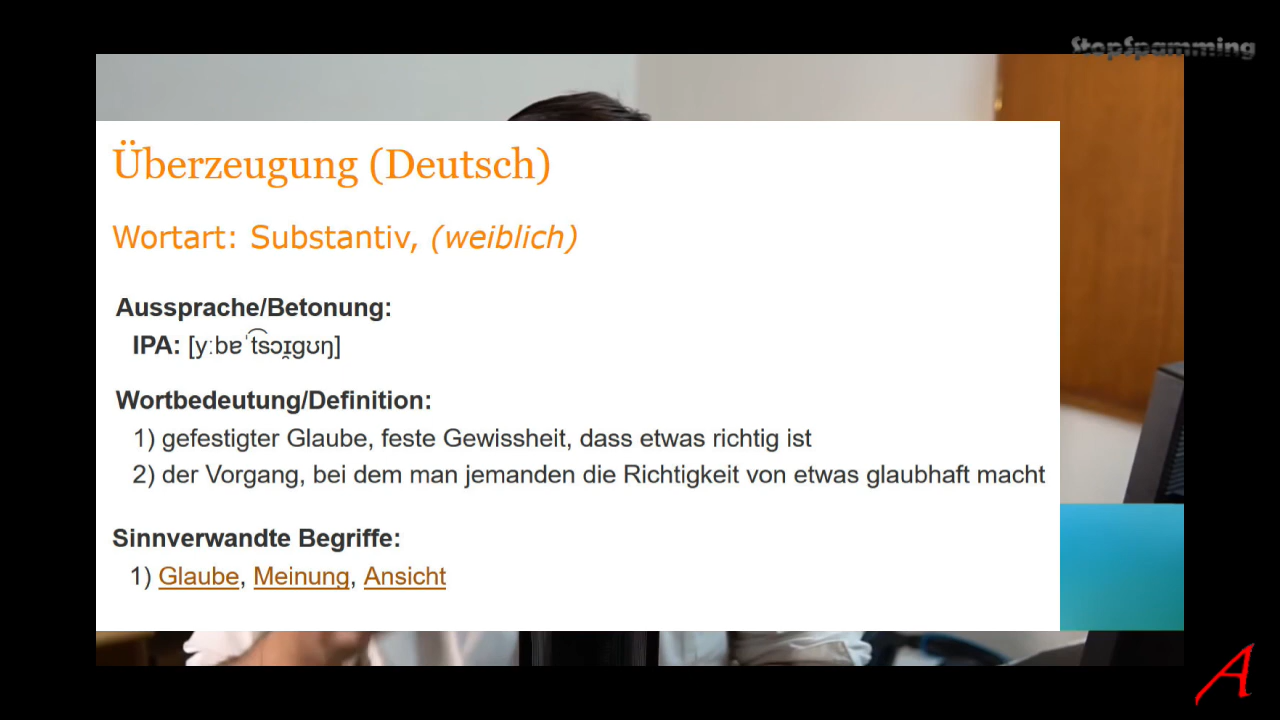 StopSpamming
Überzeugung (Deutsch)
Wortart: Substantiv, (weiblich)
Aussprache/Betonung:
IPA: [yːbɐˈt͡sɔɪ̯ɡʊŋ]
Wortbedeutung/Definition:
1) gefestigter Glaube, feste Gewissheit, dass etwas richtig ist
2) der Vorgang, bei dem man jemanden die Richtigkeit von etwas glaubhaft macht
Sinnverwandte Begriffe:
1) Glaube, Meinung, Ansicht
A